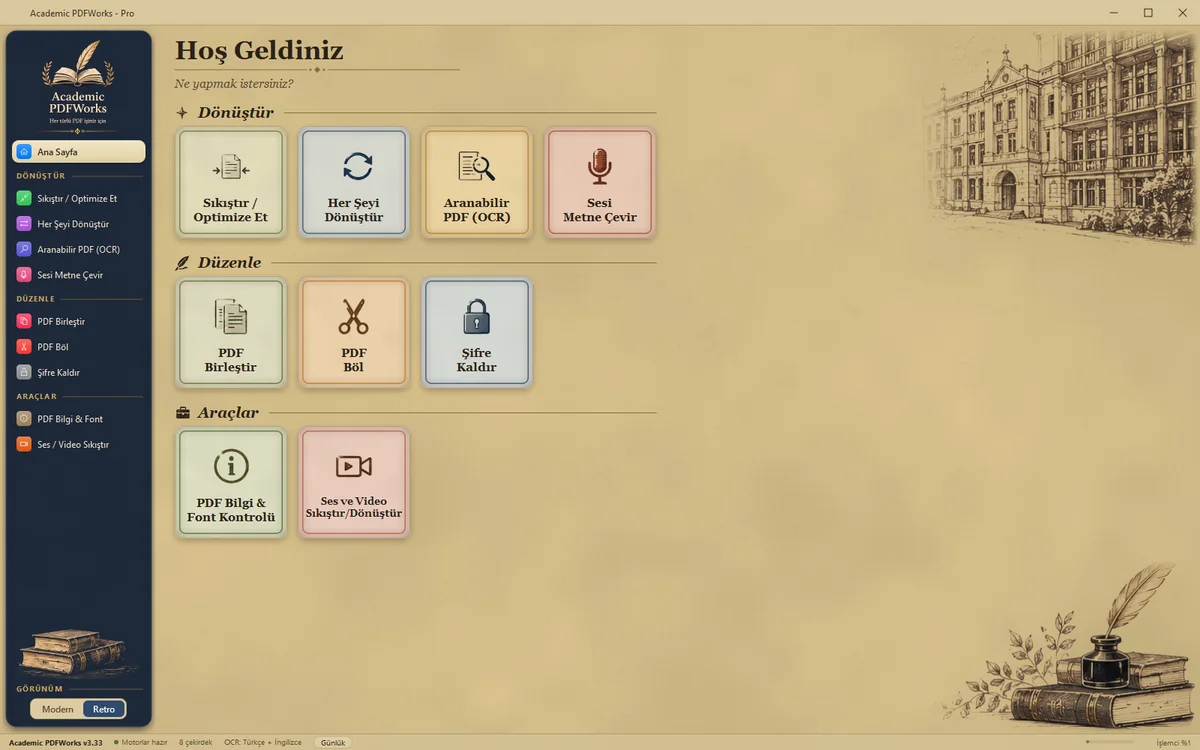 Academic PDFWorks - Pro
Academic
PDFWorks
Her türlü PDF işiniz için
Ana Sayfa
DÖNÜŞTÜR
Sıkıştır / Optimize Et
Her Şeyi Dönüştür
Aranabilir PDF (OCR)
Sesi Metne Çevir
DÜZENLE
PDF Birleştir
PDF Böl
Şifre Kaldır
ARAÇLAR
PDF Bilgi & Font
Ses / Video Sıkıştır
GÖRÜNÜM
Modern
Retro
Hoş Geldiniz
Ne yapmak istersiniz?
Dönüştür
Sıkıştır /
Optimize Et
Her Şeyi
Dönüştür
Aranabilir
PDF (OCR)
Sesi
Metne Çevir
Düzenle
PDF
Birleştir
PDF
Böl
Şifre
Kaldır
Araçlar
PDF Bilgi &
Font Kontrolü
Ses ve Video
Sıkıştır/Dönüştür
Academic PDFWorks v3.33
Motorlar hazır
8 çekirdek
OCR: Türkçe + İngilizce
Günlük
İşlemci %1